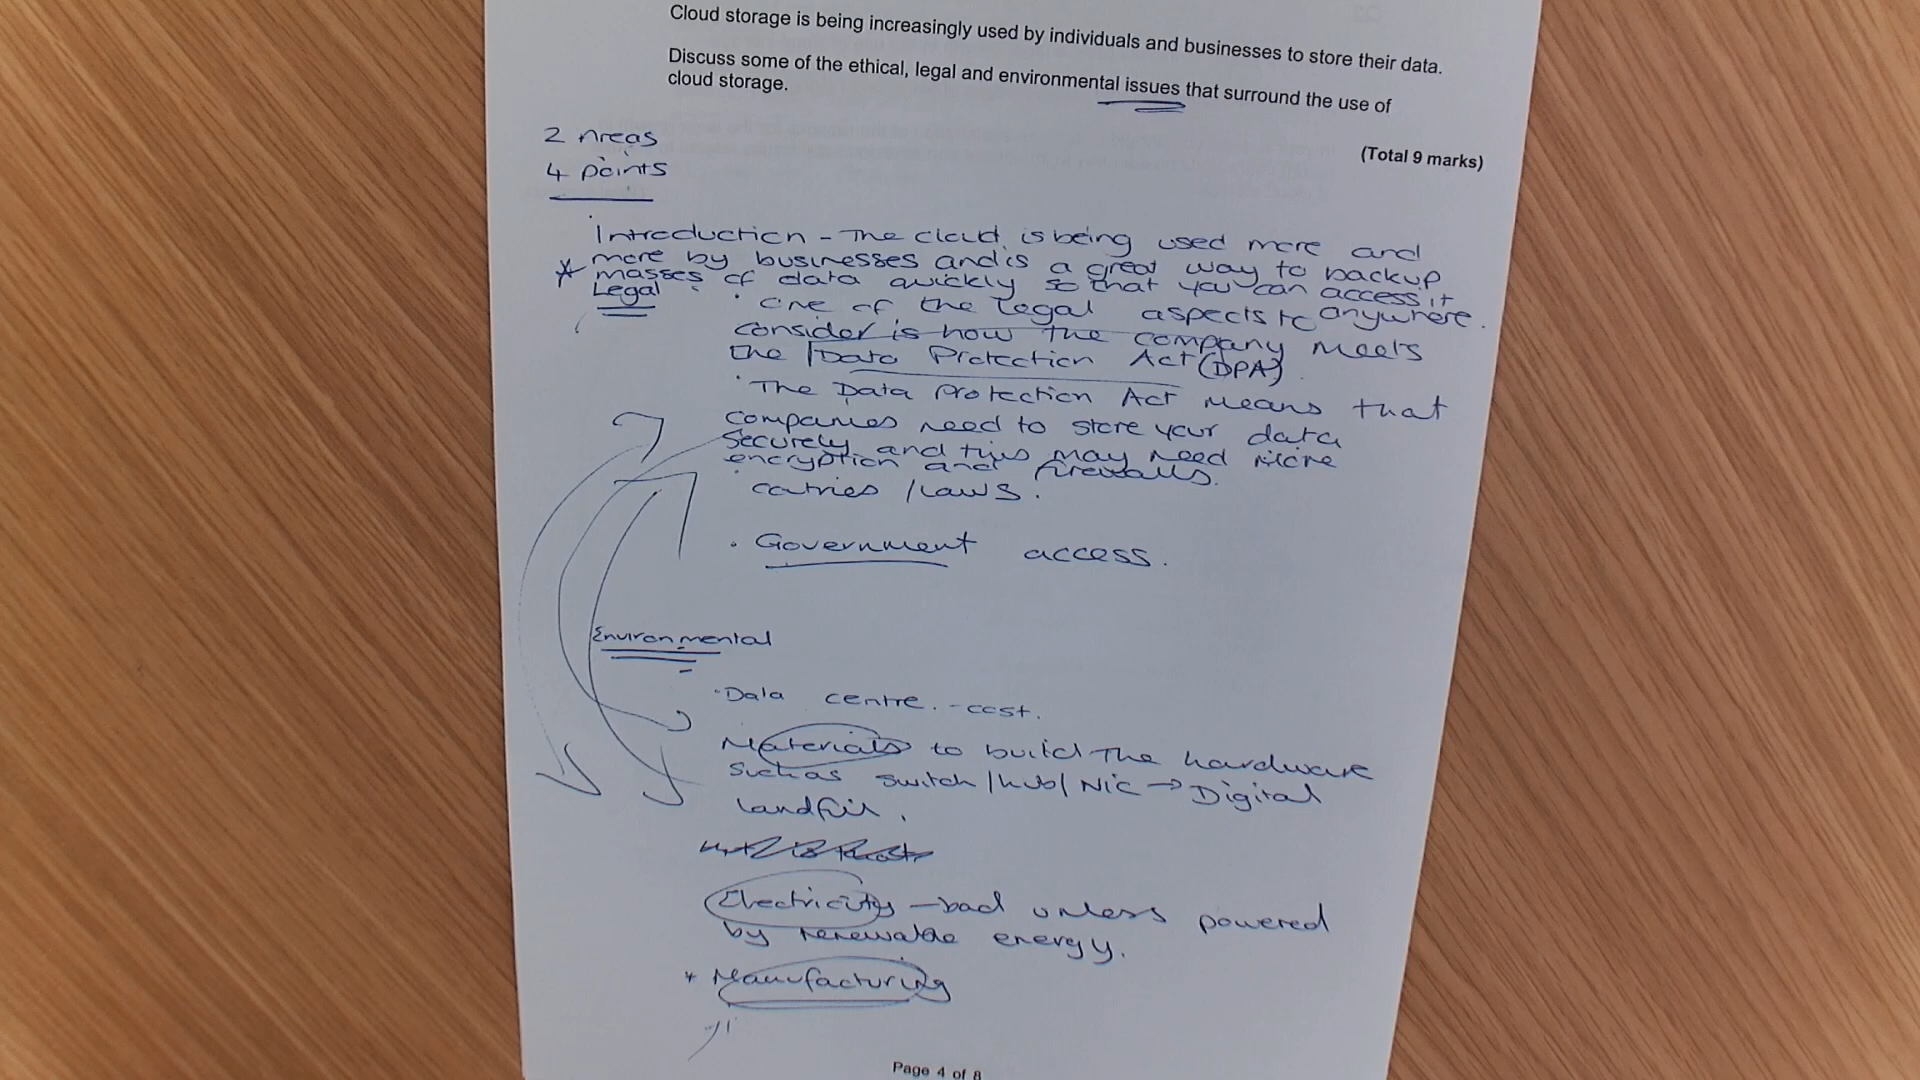 Cloud storage is being increasingly used by individuals and businesses to store their data.
Discuss some of the ethical, legal and environmental issues that surround the use of
cloud storage.
(Total 9 marks)
2 Areas
4 points
Introduction - The cloud is being used more and
more by businesses and is a great way to backup
* masses of data quickly so that you can access it
anywhere.
Legal
· One of the legal aspects to
consider is how the company meets
the Data Protection Act (DPA).
· The Data Protection Act means that
companies need to store your data
securely and this may need more
encryption and firewalls.
· /Laws.
· Government access.
Environmental
· Data centre. - cost.
Materials to build the hardware
such as switch/hub/NIC → Digital
landfill.
Electricity - bad unless powered
by renewable energy.
* Manufacturing
Page 4 of 8